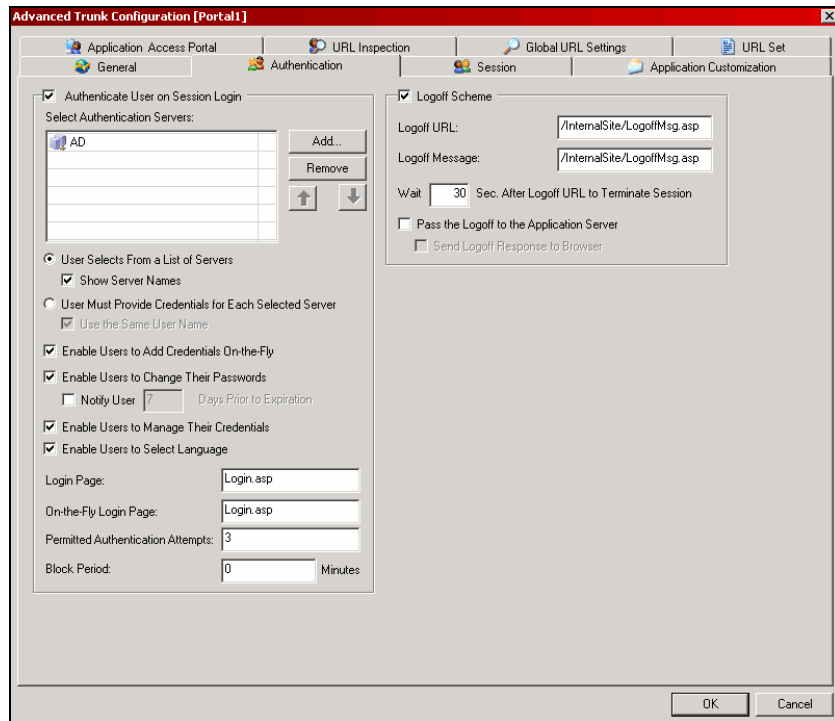 Advanced Trunk Configuration [Portal1]
Application Access Portal
URL Inspection
Global URL Settings
URL Set
General
Authentication
Session
Application Customization
Authenticate User on Session Login
Select Authentication Servers:
AD
Add...
Remove
User Selects From a List of Servers
Show Server Names
User Must Provide Credentials for Each Selected Server
Use the Same User Name
Enable Users to Add Credentials On-the-Fly
Enable Users to Change Their Passwords
Notify User 7 Days Prior to Expiration
Enable Users to Manage Their Credentials
Enable Users to Select Language
Login Page: Login.asp
On-the-Fly Login Page: Login.asp
Permitted Authentication Attempts: 3
Block Period: 0 Minutes
Logoff Scheme
Logoff URL: /InternalSite/LogoffMsg.asp
Logoff Message: /InternalSite/LogoffMsg.asp
Wait 30 Sec. After Logoff URL to Terminate Session
Pass the Logoff to the Application Server
Send Logoff Response to Browser
OK
Cancel